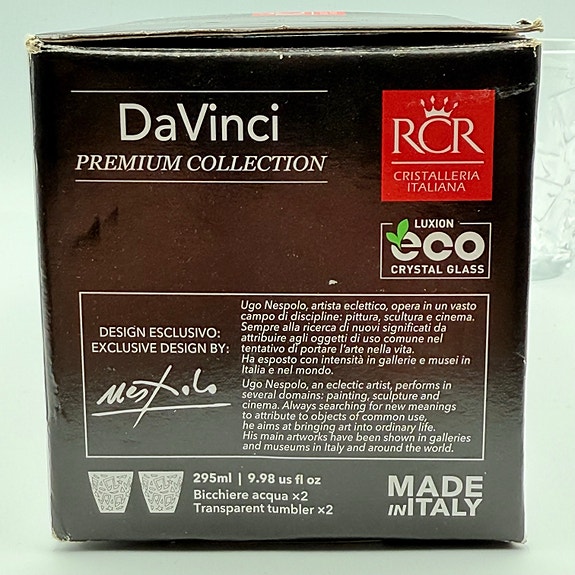 DaVinci
PREMIUM COLLECTION
RCR
CRISTALLERIA
ITALIANA
LUXION
eco
CRYSTAL GLASS
DESIGN ESCLUSIVO:
EXCLUSIVE DESIGN BY:
Nespolo
Ugo Nespolo, artista eclettico, opera in un vasto
campo di discipline: pittura, scultura e cinema.
Sempre alla ricerca di nuovi significati da
attribuire agli oggetti di uso comune nel
tentativo di portare l'arte nella vita.
Ha esposto con intensità in gallerie e musei in
Italia e nel mondo.
Ugo Nespolo, an eclectic artist, performs in
several domains: painting, sculpture and
cinema. Always searching for new meanings
to attribute to objects of common use,
he aims at bringing art into ordinary life.
His main artworks have been shown in galleries
and museums in Italy and around the world.
295ml | 9.98 us fl oz
Bicchiere acqua ×2
Transparent tumbler ×2
MADE
INITALY